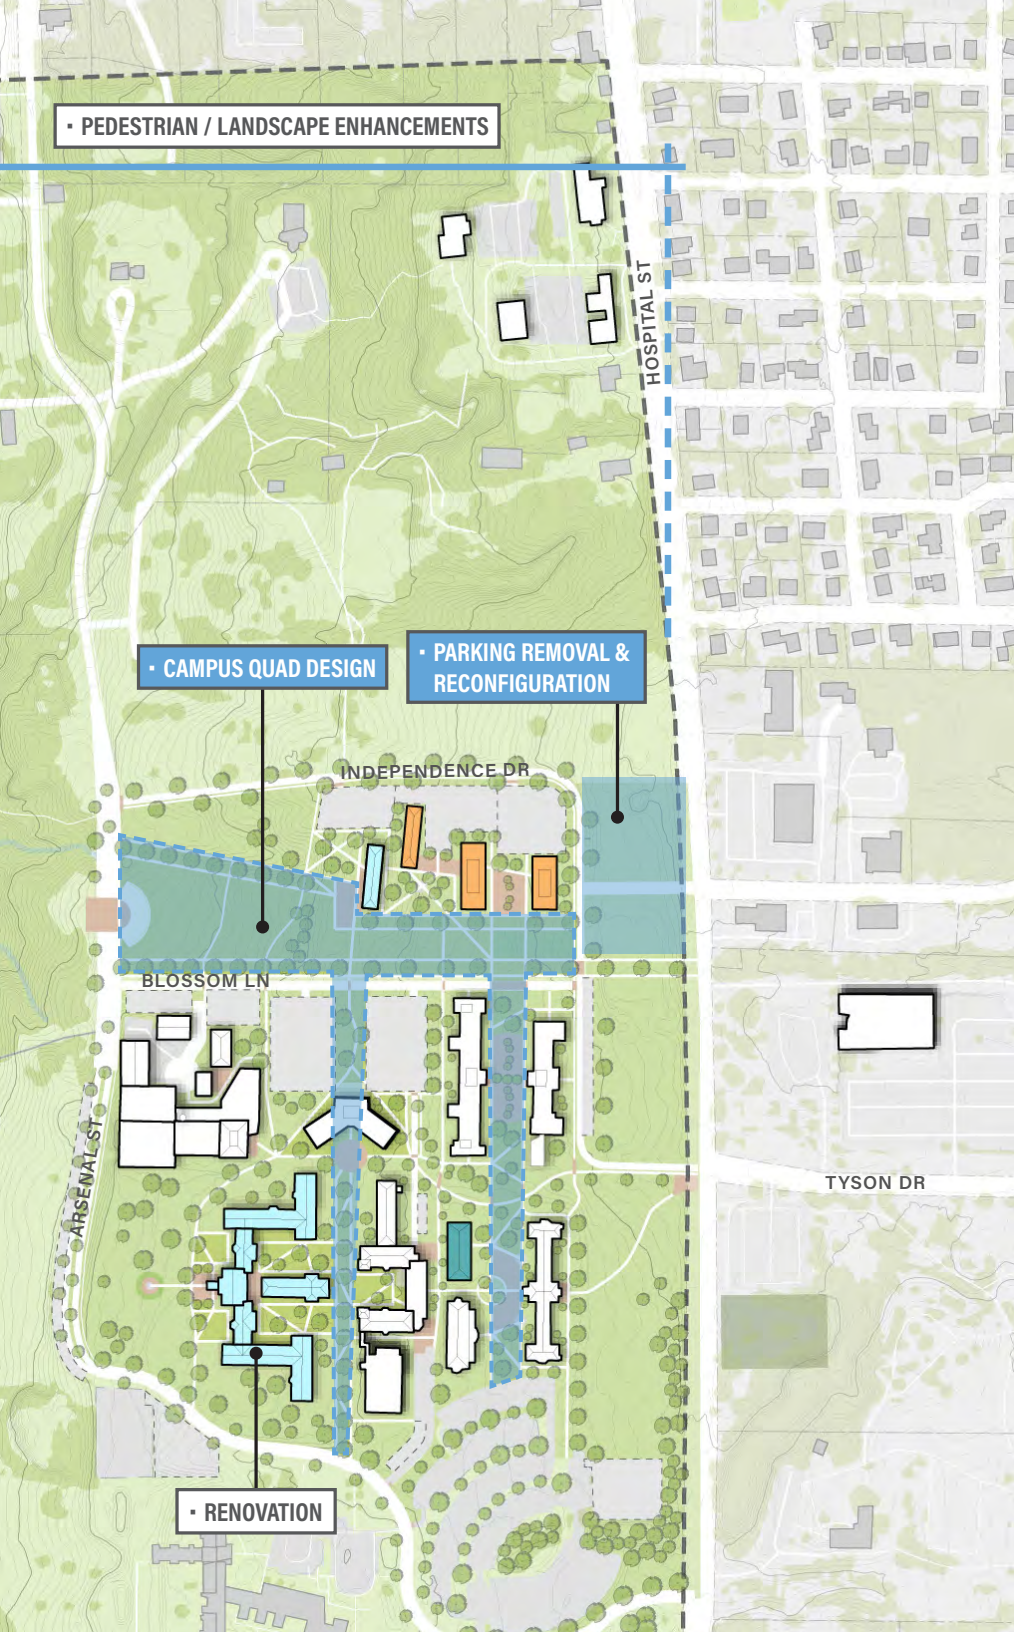 · PEDESTRIAN / LANDSCAPE ENHANCEMENTS
HOSPITAL ST
· CAMPUS QUAD DESIGN
· PARKING REMOVAL &
RECONFIGURATION
INDEPENDENCE DR
BLOSSOM LN
ARSENAL ST
TYSON DR
· RENOVATION